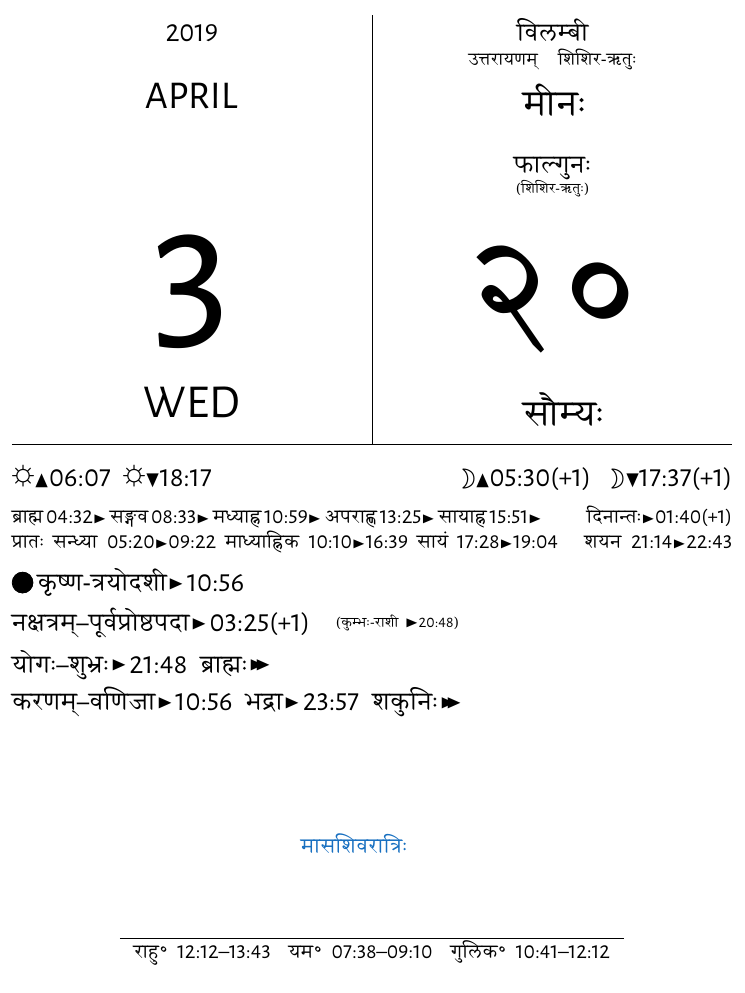 2019
APRIL
3
WED
विलम्बी
उत्तरायणम् शिशिर-ऋतुः
मीनः
फाल्गुनः
(शिशिर-ऋतुः)
२०
सौम्यः
☼▲06:07 ☼▼18:17 ☽▲05:30(+1) ☽▼17:37(+1)
ब्राह्म 04:32► सङ्गव 08:33► मध्याह्न 10:59► अपराह्ण 13:25► सायाह्न 15:51► दिनान्तः►01:40(+1)
प्रातः सन्ध्या 05:20►09:22 माध्याह्निक 10:10►16:39 सायं 17:28►19:04 शयन 21:14►22:43
●कृष्ण-त्रयोदशी►10:56
नक्षत्रम्–पूर्वप्रोष्ठपदा►03:25(+1) (कुम्भः-राशी ►20:48)
योगः–शुभ्रः►21:48 ब्राह्मः►►
करणम्–वणिजा►10:56 भद्रा►23:57 शकुनिः►►
मासशिवरात्रिः
राहु° 12:12–13:43 यम° 07:38–09:10 गुलिक° 10:41–12:12